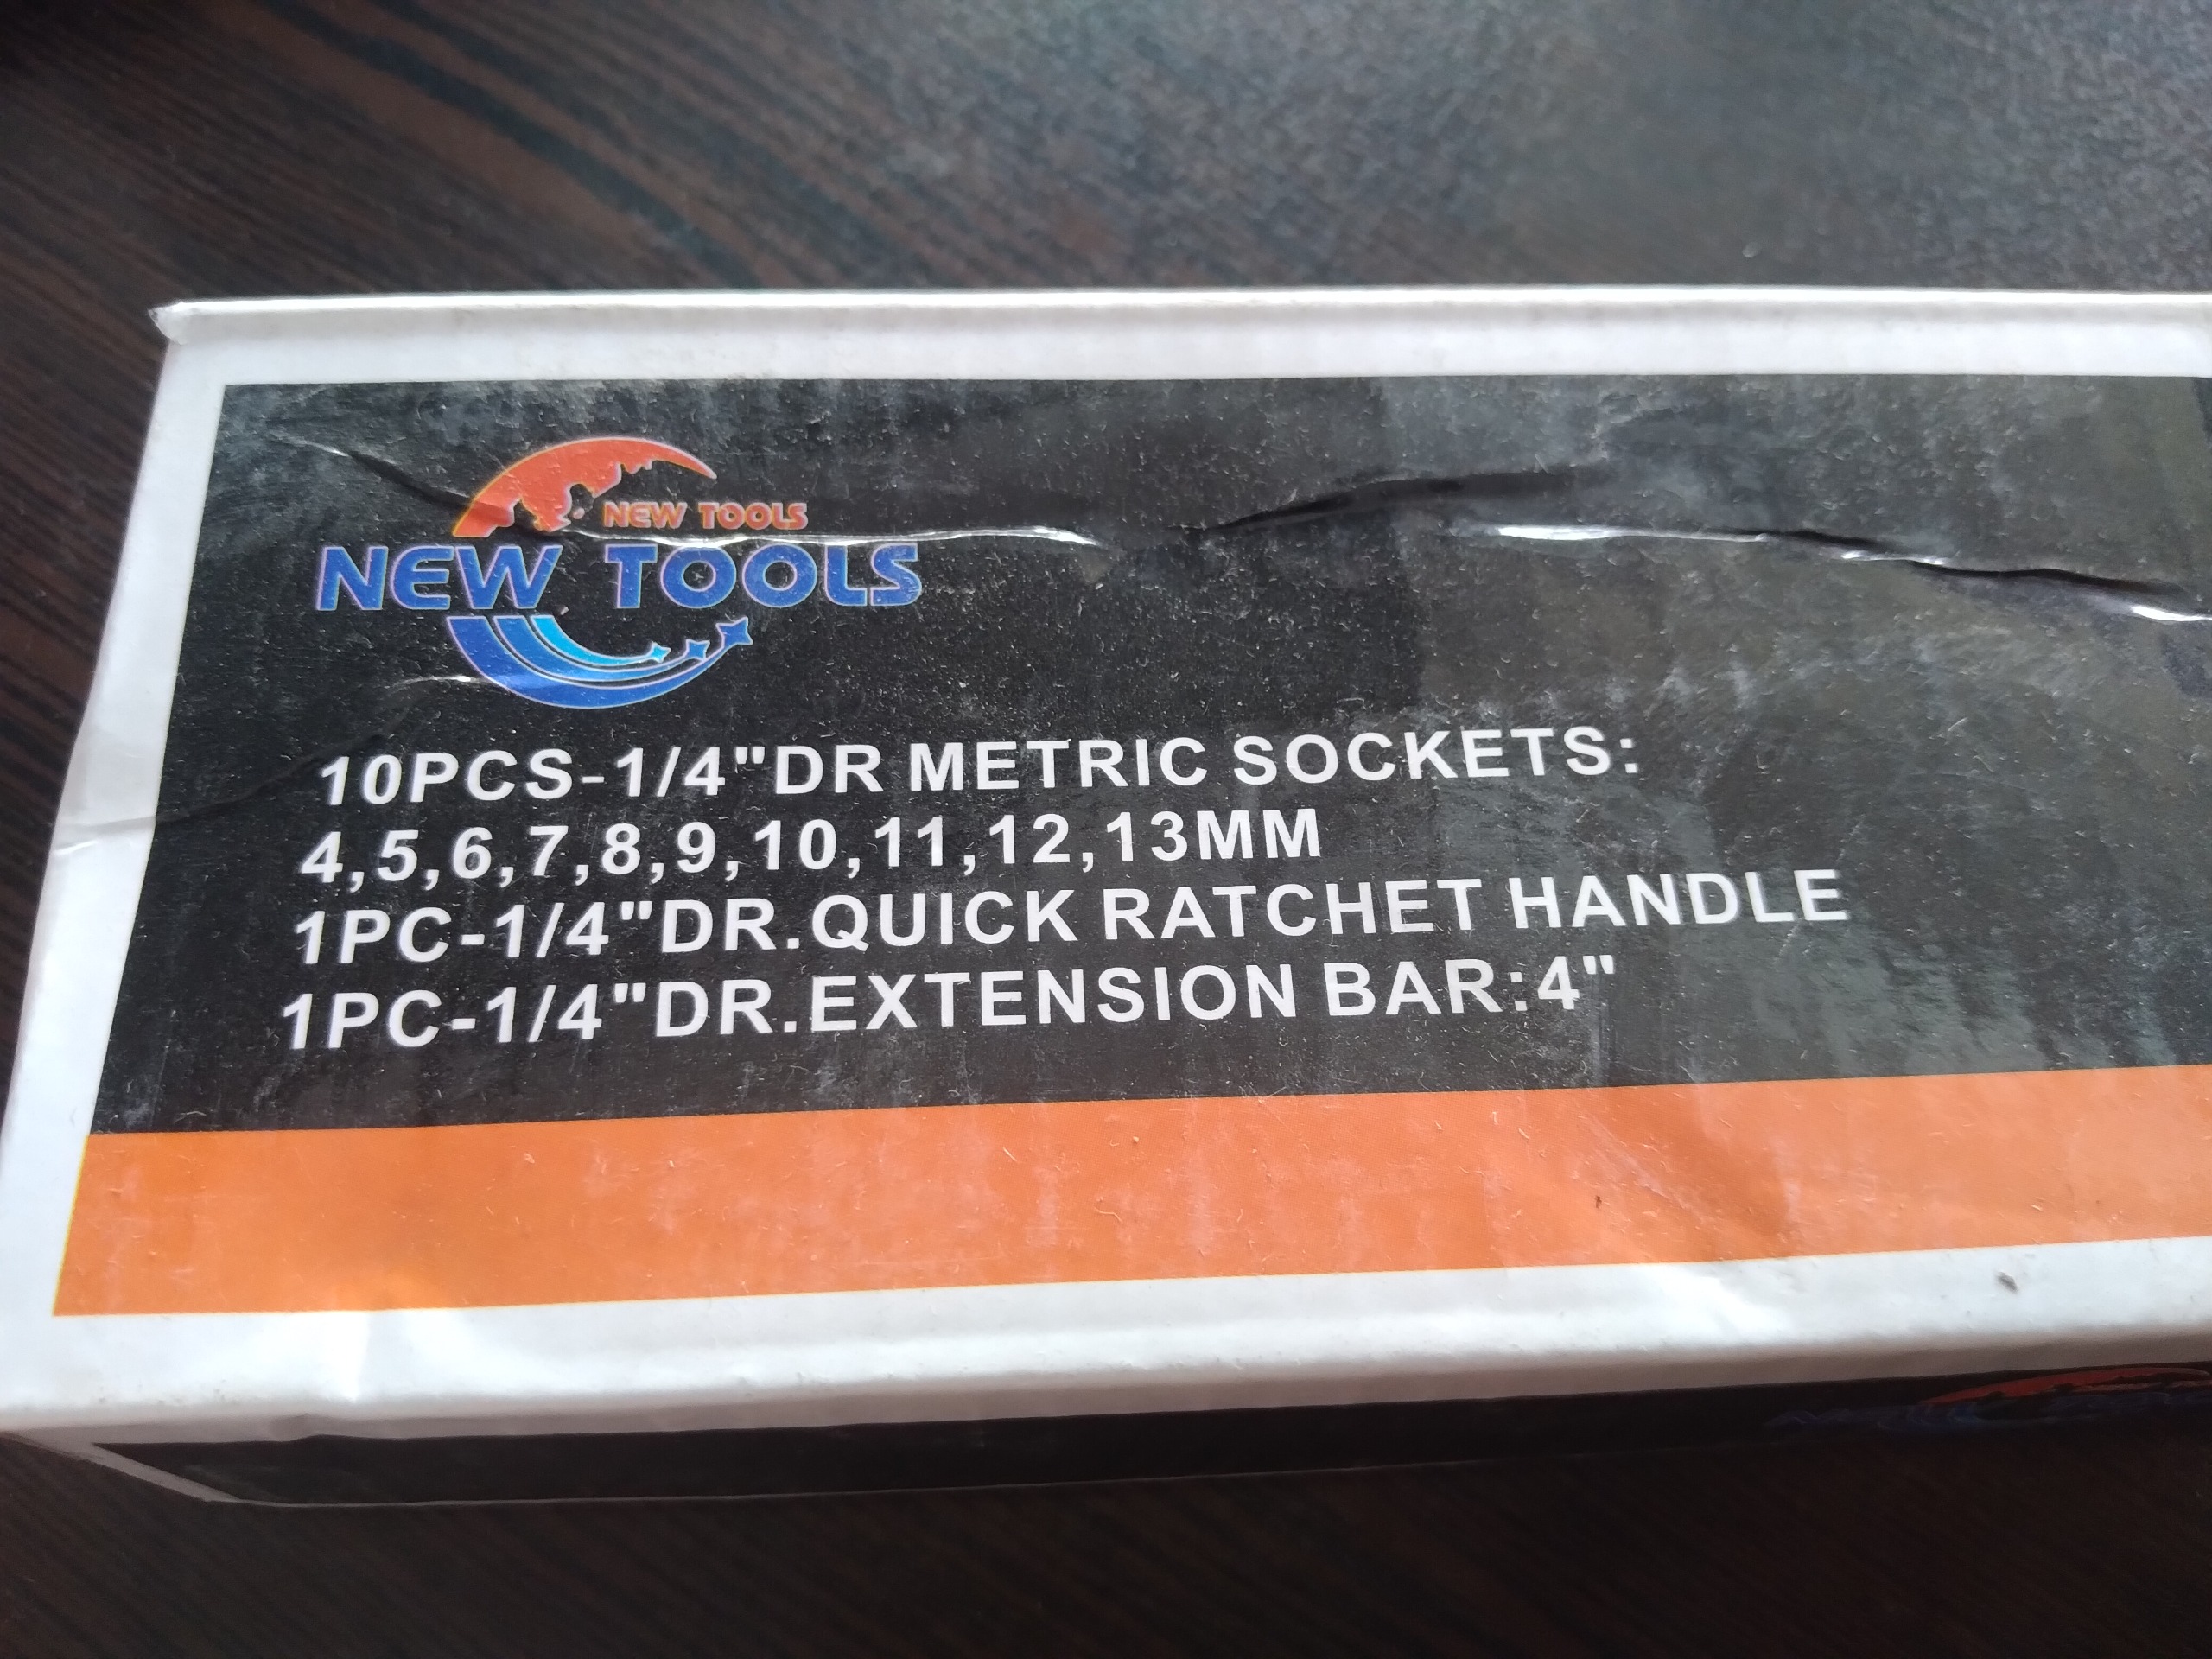 NEW TOOLS
NEW TOOLS
10PCS-1/4"DR METRIC SOCKETS:
4,5,6,7,8,9,10,11,12,13MM
1PC-1/4"DR.QUICK RATCHET HANDLE
1PC-1/4"DR.EXTENSION BAR:4"